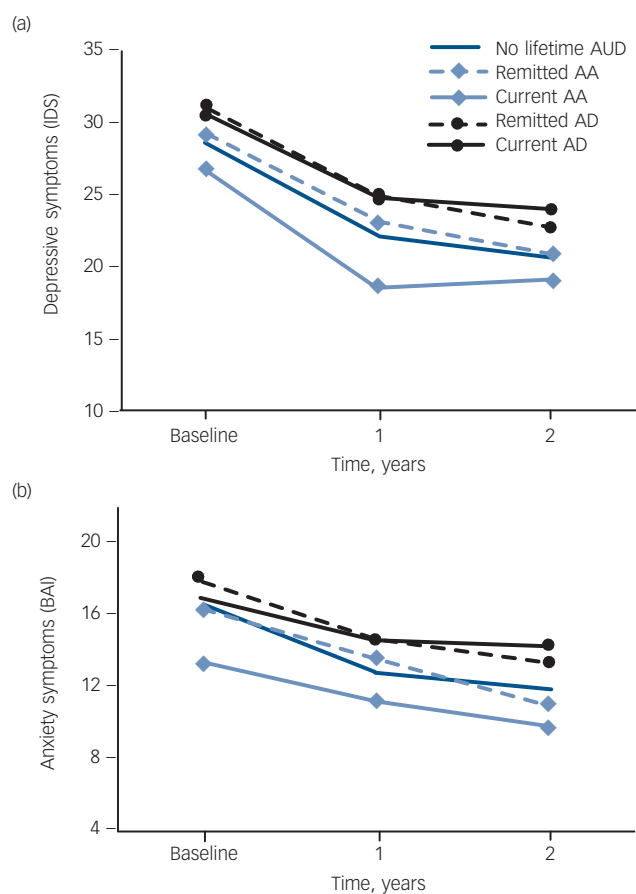 (a)
35
30
25
20
15
10
Depressive symptoms (IDS)
No lifetime AUD
Remitted AA
Current AA
Remitted AD
Current AD
Baseline 1 2
Time, years
(b)
20
16
12
8
4
Anxiety symptoms (BAI)
Baseline 1 2
Time, years